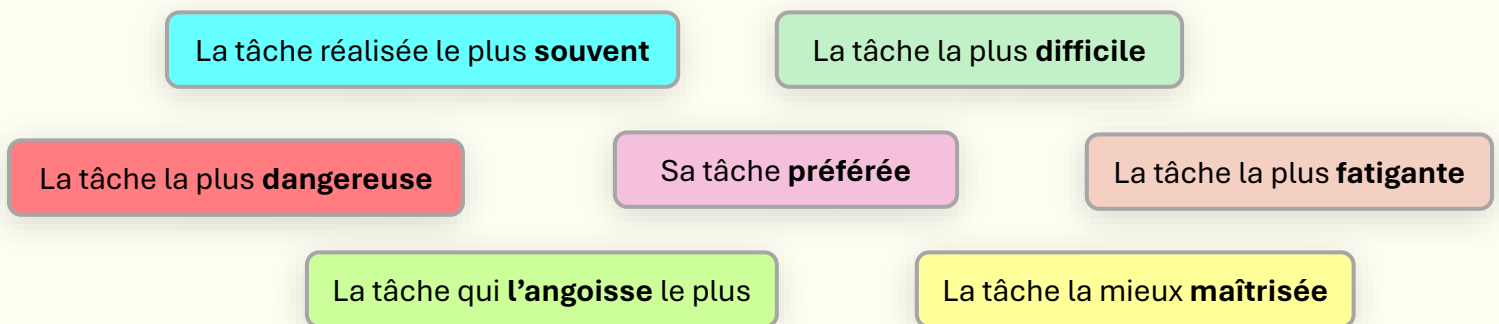 La tâche réalisée le plus souvent
La tâche la plus difficile
La tâche la plus dangereuse
Sa tâche préférée
La tâche la plus fatigante
La tâche qui l’angoisse le plus
La tâche la mieux maîtrisée